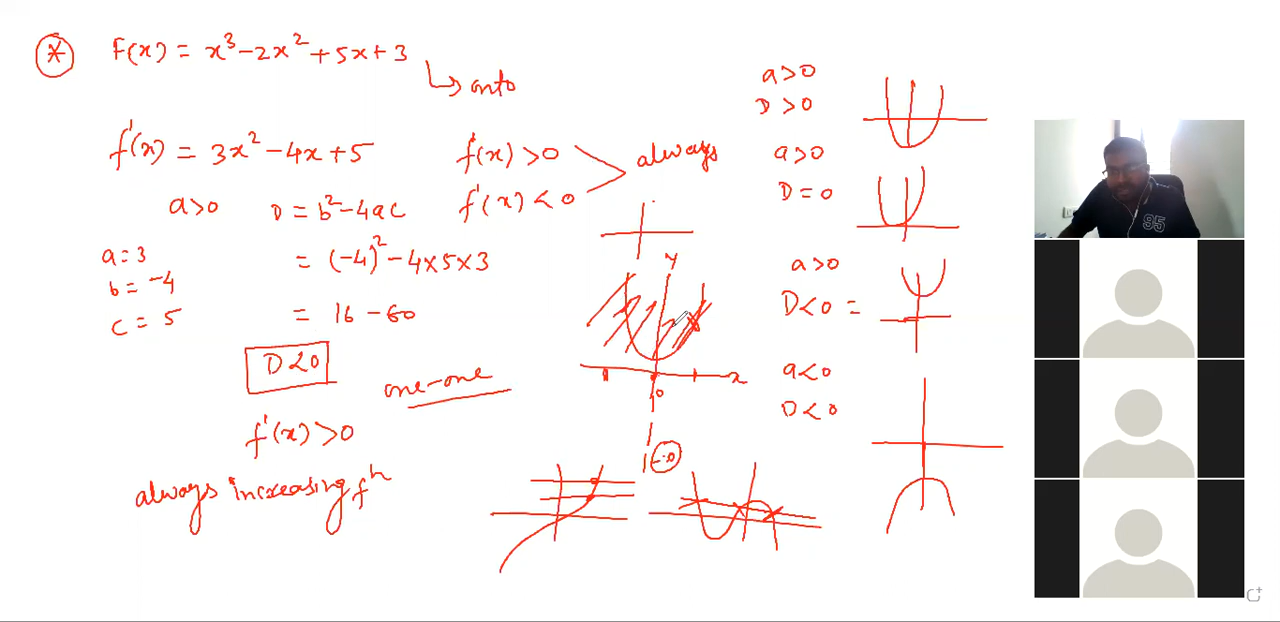 * F(x) = x³-2x²+5x+3
↳ onto
f'(x) = 3x²-4x+5
a>0 D = b²-4ac
a = 3
b = -4
c = 5
= (-4)² - 4×5×3
= 16 - 60
D<0
one-one
f'(x) > 0
always increasing fⁿ
f'(x) > 0
f'(x) < 0
always
y
x
0
a>0
D>0
a>0
D=0
a>0
D<0 =
a<0
D<0
95